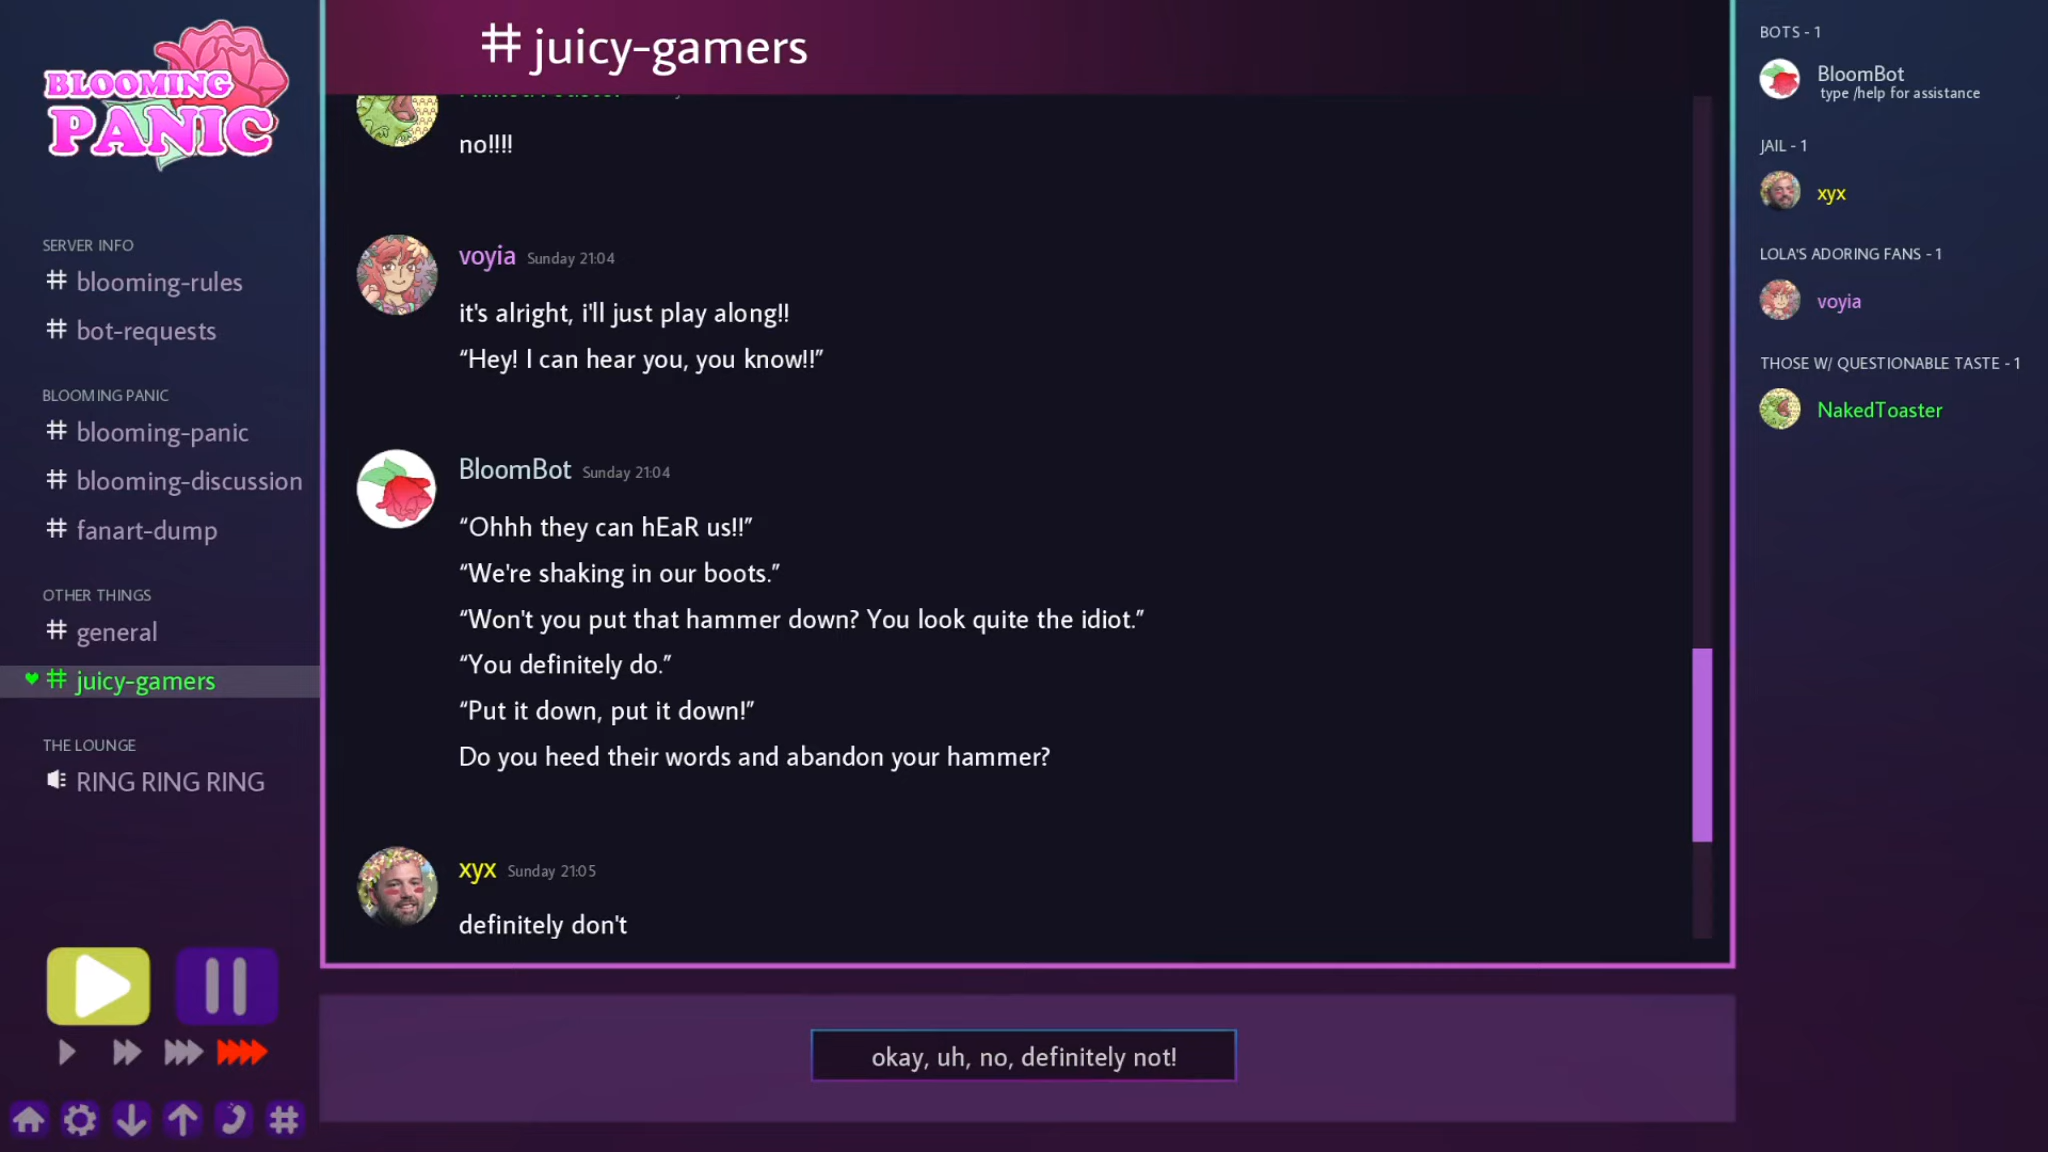 BLOOMING
PANIC
SERVER INFO
# blooming-rules
# bot-requests
BLOOMING PANIC
# blooming-panic
# blooming-discussion
# fanart-dump
OTHER THINGS
# general
# juicy-gamers
THE LOUNGE
RING RING RING
# juicy-gamers
no!!!!
voyia Sunday 21:04
it's alright, i'll just play along!!
“Hey! I can hear you, you know!!”
BloomBot Sunday 21:04
“Ohhh they can hEaR us!!”
“We're shaking in our boots.”
“Won't you put that hammer down? You look quite the idiot.”
“You definitely do.”
“Put it down, put it down!”
Do you heed their words and abandon your hammer?
xyx Sunday 21:05
definitely don't
okay, uh, no, definitely not!
BOTS - 1
BloomBot
type /help for assistance
JAIL - 1
xyx
LOLA'S ADORING FANS - 1
voyia
THOSE W/ QUESTIONABLE TASTE - 1
NakedToaster